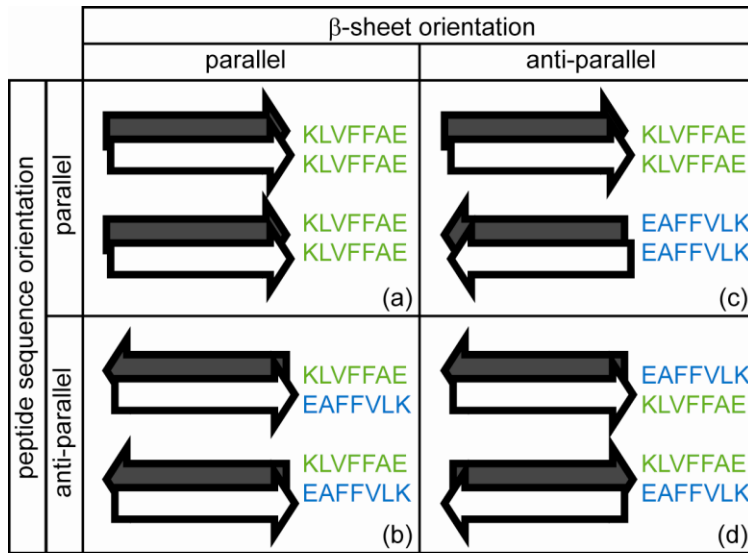 β-sheet orientation
parallel
anti-parallel
peptide sequence orientation
parallel
KLVFFAE
KLVFFAE
KLVFFAE
KLVFFAE
(a)
KLVFFAE
KLVFFAE
EAFFVLK
EAFFVLK
(c)
anti-parallel
KLVFFAE
EAFFVLK
KLVFFAE
EAFFVLK
(b)
EAFFVLK
KLVFFAE
KLVFFAE
EAFFVLK
(d)